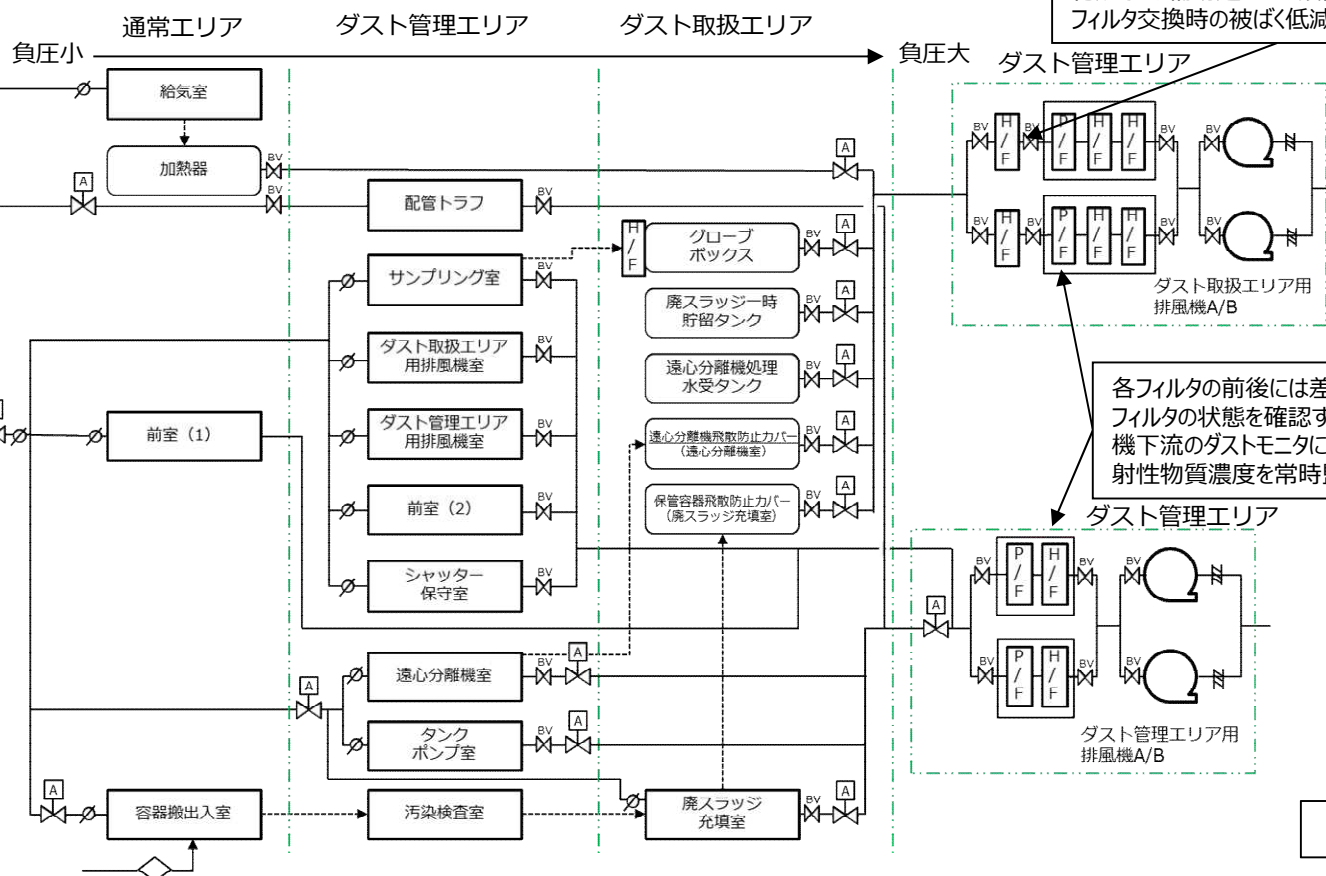 フィルタ交換時の被ばく低減
通常エリア
ダスト管理エリア
ダスト取扱エリア
負圧小
負圧大
ダスト管理エリア
給気室
加熱器
BV
BV
A
A
配管トラフ
BV
サンプリング室
BV
H/F
グローブ
ボックス
BV
A
廃スラッジ一時
貯留タンク
BV
A
ダスト取扱エリア
用排風機室
BV
遠心分離機処理
水受タンク
BV
A
前室（1）
ダスト管理エリア
用排風機室
BV
遠心分離機飛散防止カバー
（遠心分離機室）
BV
A
前室（2）
BV
保管容器飛散防止カバー
（廃スラッジ充填室）
BV
A
シャッター
保守室
BV
遠心分離機室
BV
A
A
タンク
ポンプ室
BV
A
A
容器搬出入室
汚染検査室
廃スラッジ
充填室
BV
A
BV
H/F
BV
P/F
H/F
H/F
BV
BV
BV
H/F
BV
P/F
H/F
H/F
BV
BV
ダスト取扱エリア用
排風機A/B
各フィルタの前後には差
フィルタの状態を確認す
機下流のダストモニタに
射性物質濃度を常時
ダスト管理エリア
A
BV
P/F
H/F
BV
BV
BV
P/F
H/F
BV
BV
ダスト管理エリア用
排風機A/B